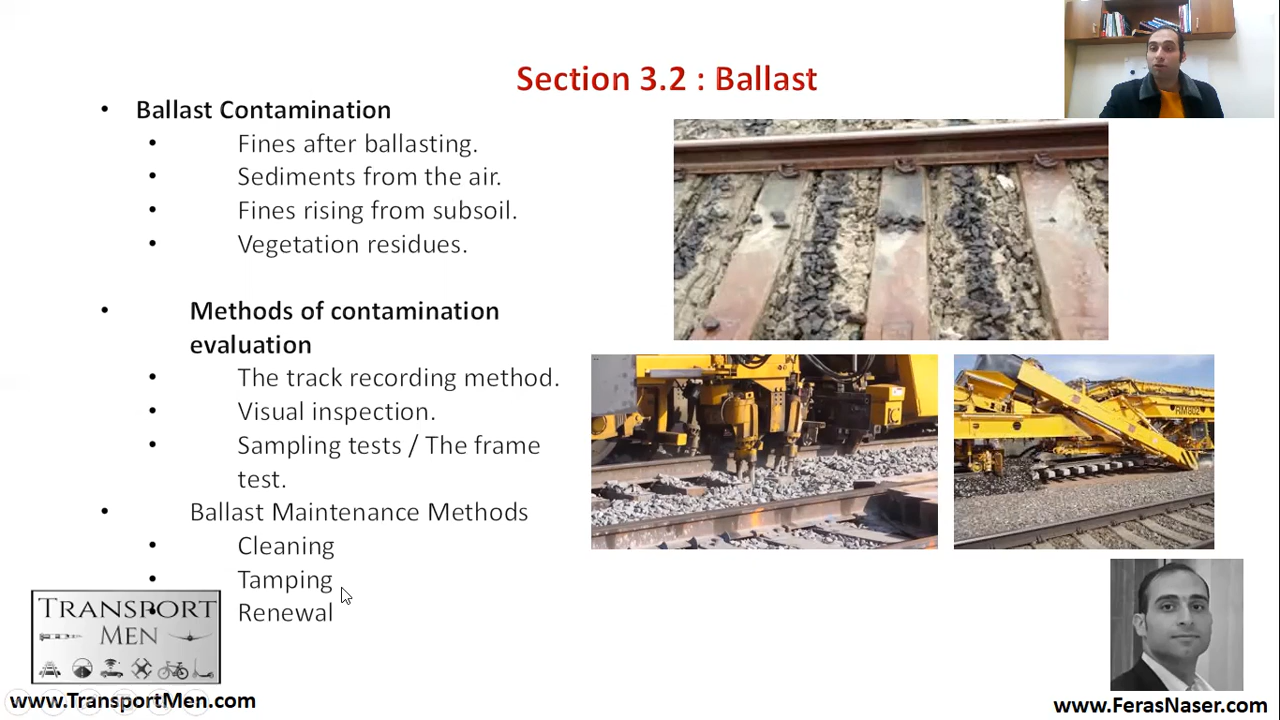 Section 3.2 : Ballast
• Ballast Contamination
• Fines after ballasting.
• Sediments from the air.
• Fines rising from subsoil.
• Vegetation residues.
• Methods of contamination
evaluation
• The track recording method.
• Visual inspection.
• Sampling tests / The frame
test.
• Ballast Maintenance Methods
• Cleaning
• Tamping
Renewal
RM802
TRANSPORT
MEN
www.TransportMen.com
www.FerasNaser.com